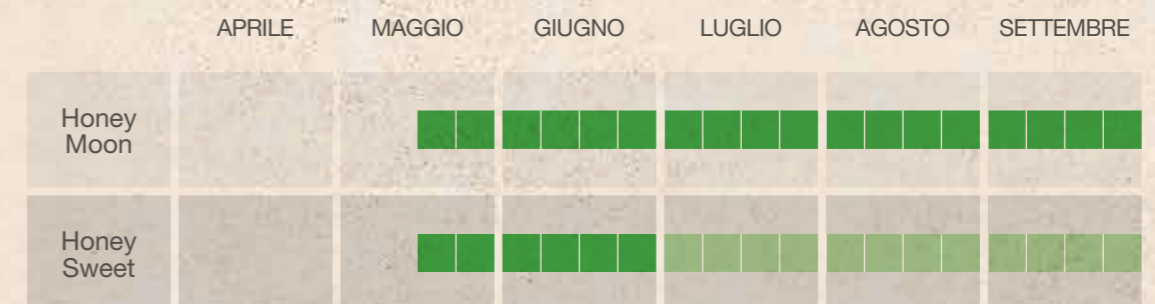 APRILE MAGGIO GIUGNO LUGLIO AGOSTO SETTEMBRE
Honey
Moon
Honey
Sweet